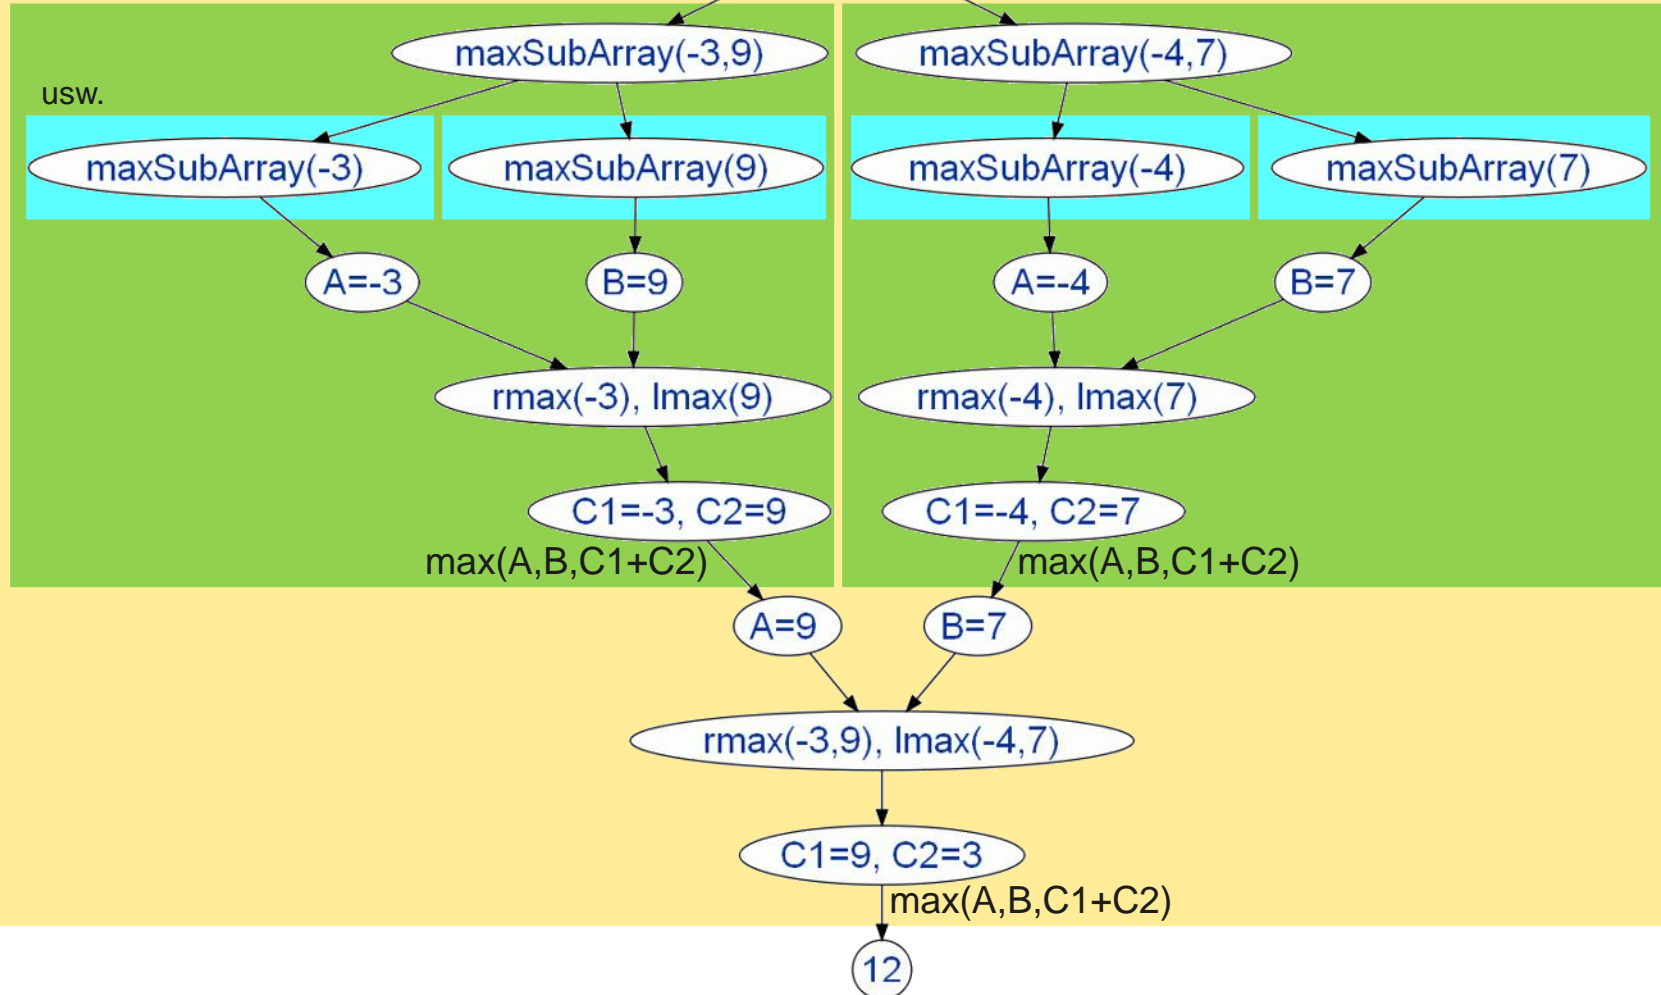 maxSubArray(-3,9) maxSubArray(-4,7)
usw.
maxSubArray(-3) maxSubArray(9) maxSubArray(-4) maxSubArray(7)
A=-3 B=9 A=-4 B=7
rmax(-3), lmax(9) rmax(-4), lmax(7)
C1=-3, C2=9 C1=-4, C2=7
max(A,B,C1+C2) max(A,B,C1+C2)
A=9 B=7
rmax(-3,9), lmax(-4,7)
C1=9, C2=3
max(A,B,C1+C2)
12